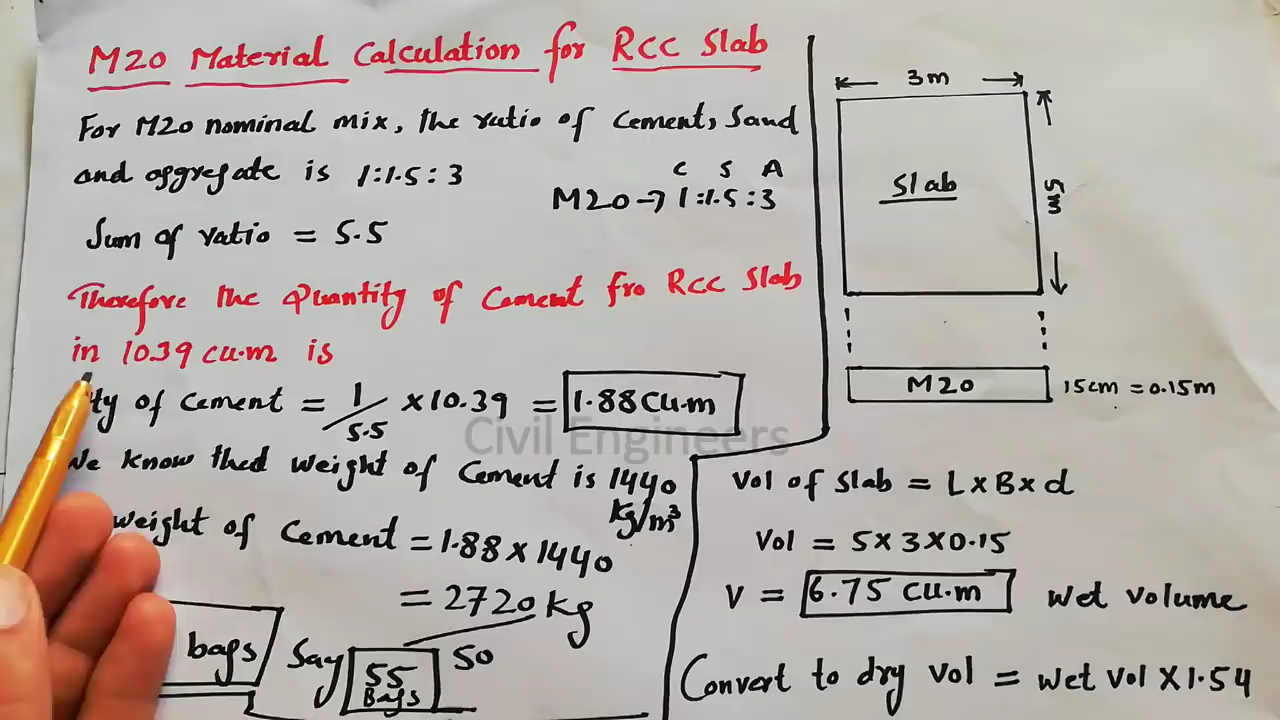 M20 Material Calculation for RCC Slab
For M20 nominal mix, the ratio of cement, Sand
and aggregate is 1:1.5:3
C S A
M20→1:1.5:3
Sum of ratio = 5.5
Therefore the Quantity of Cement fro RCC Slab
in 10.39 cu.m is
ty of cement = 1/5.5 ×10.39 = 1.88Cu.m
We know thed weight of Cement is 1440
kg/m³
weight of Cement = 1.88×1440
= 2720 kg
50
bags Say 55
Bags
3m
Slab
5m
M20 15cm = 0.15m
Civil Engineers
Vol of Slab = L×B×d
Vol = 5×3×0.15
V = 6.75 Cu.m wet volume
Convert to dry vol = wet vol×1.54